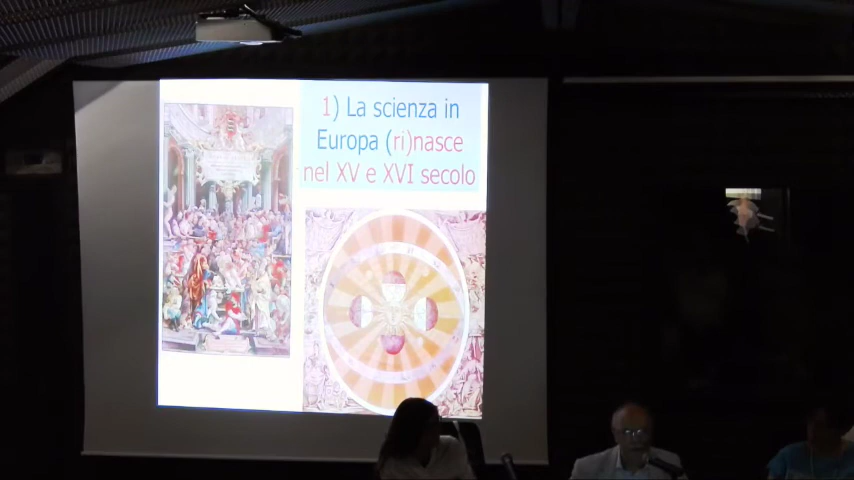 1) La scienza in
Europa (ri)nasce
nel XV e XVI secolo